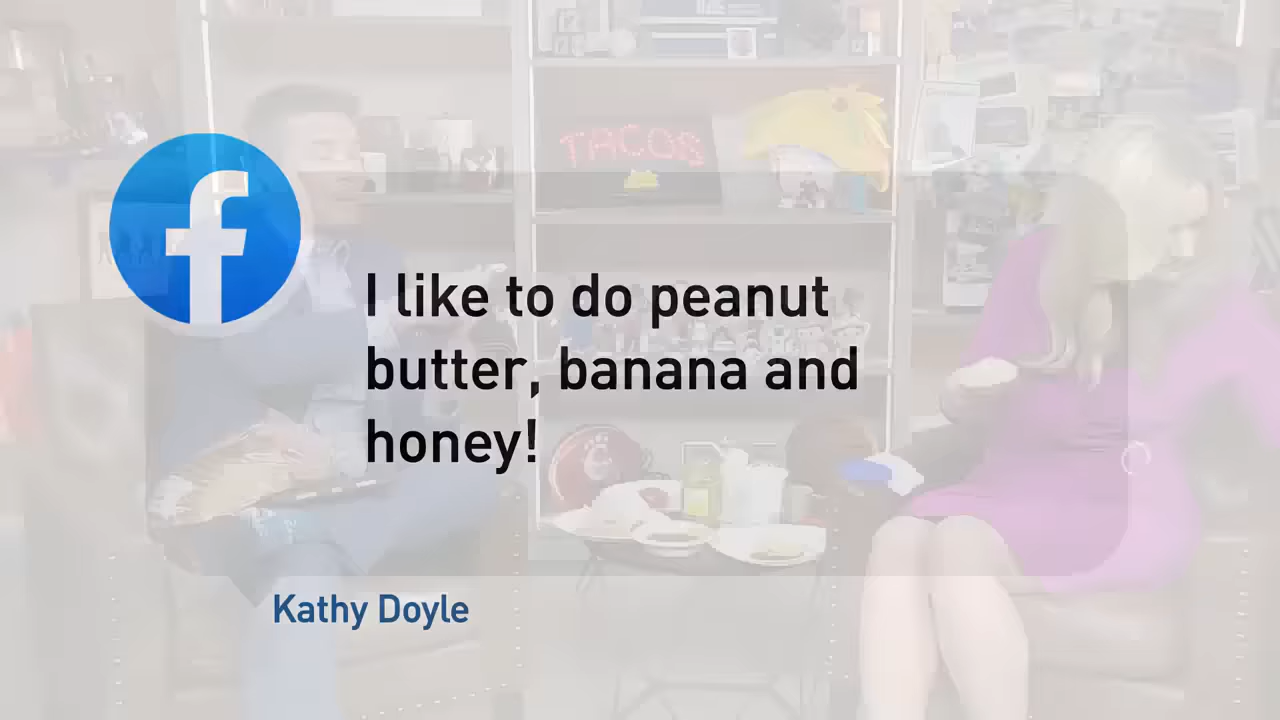 TACOS
I like to do peanut
butter, banana and
honey!
Kathy Doyle